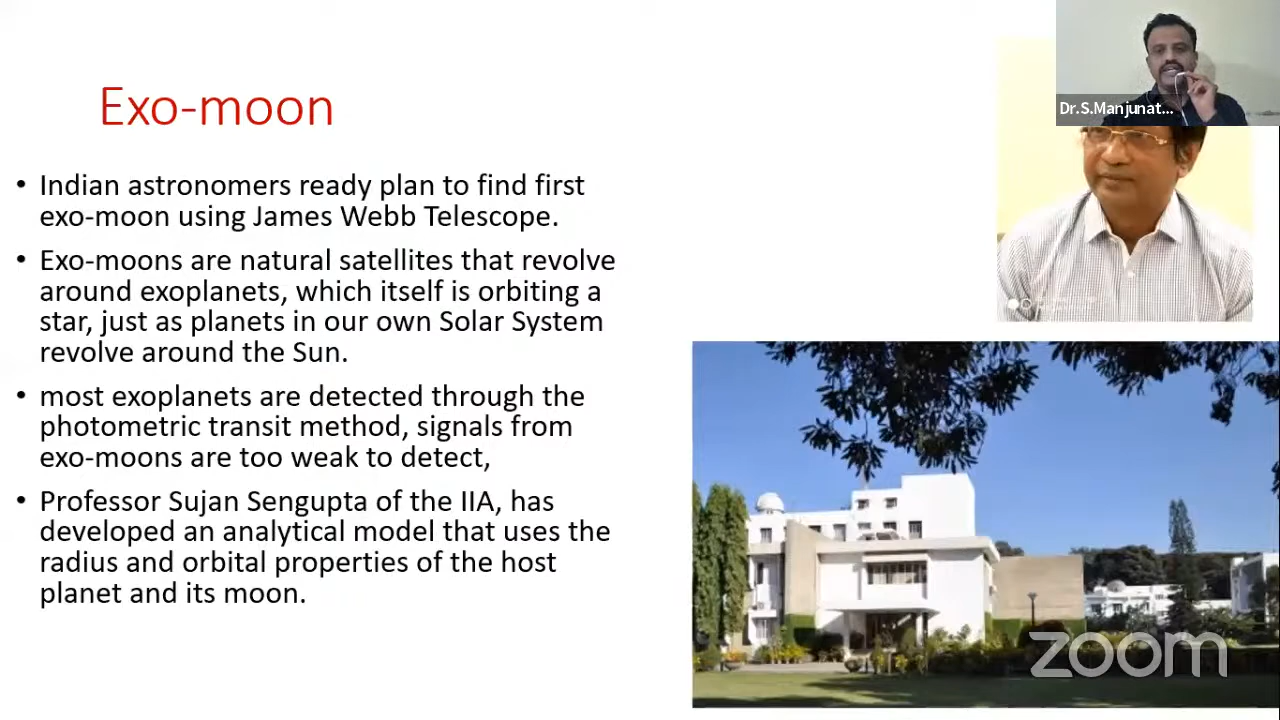 Exo-moon
• Indian astronomers ready plan to find first
exo-moon using James Webb Telescope.
• Exo-moons are natural satellites that revolve
around exoplanets, which itself is orbiting a
star, just as planets in our own Solar System
revolve around the Sun.
• most exoplanets are detected through the
photometric transit method, signals from
exo-moons are too weak to detect,
• Professor Sujan Sengupta of the IIA, has
developed an analytical model that uses the
radius and orbital properties of the host
planet and its moon.
Dr.S.Manjunat...
zoom